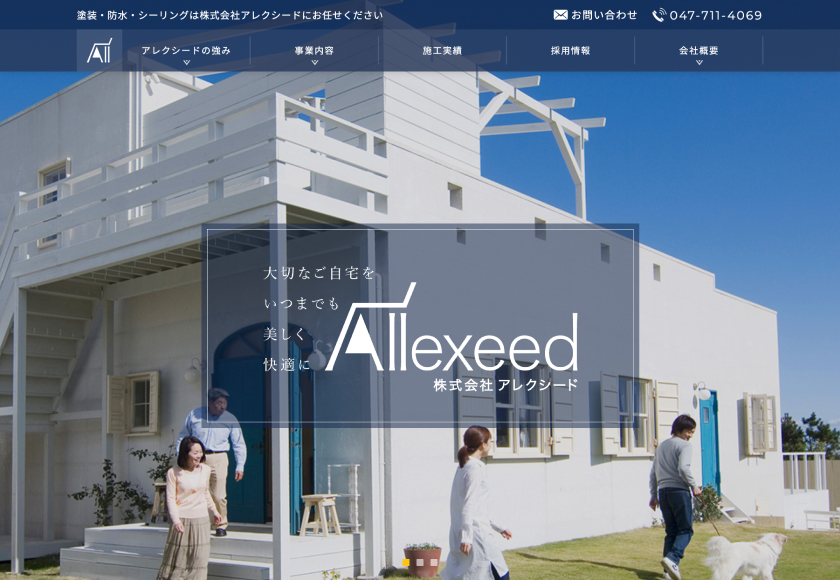 塗装・防水・シーリングは株式会社アレクシードにお任せください
お問い合わせ
047-711-4069
アレクシードの強み
事業内容
施工実績
採用情報
会社概要
大切なご自宅を
いつまでも
美しく
快適に
Allexeed
株式会社 アレクシード